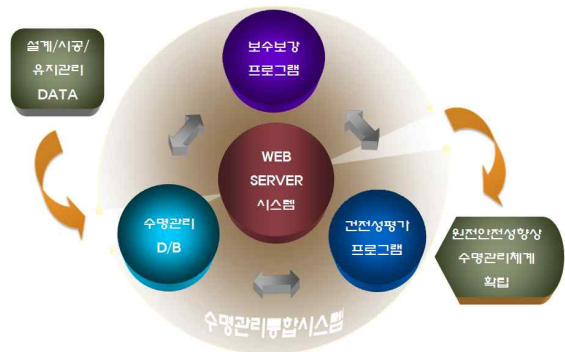 설계/시공/
유지관리
DATA
보수보강
프로그램
WEB
SERVER
시스템
수명관리
D/B
건전성평가
프로그램
원전안전성향상
수명관리체계
확립
수명관리통합시스템